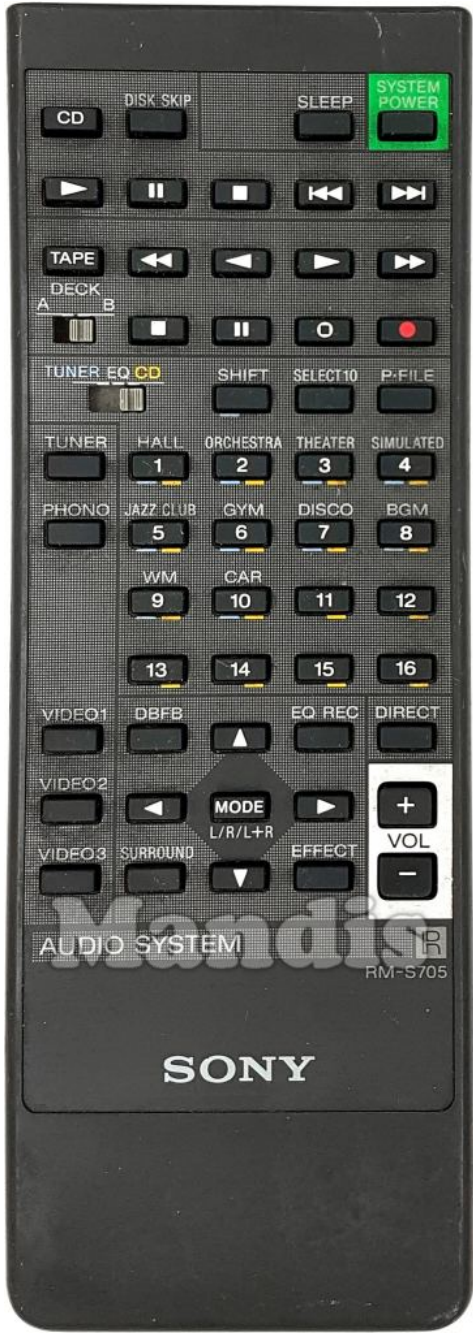 DISK SKIP SLEEP SYSTEM POWER
CD
TAPE
DECK
A B
TUNER EQ CD SHIFT SELECT10 P•FILE
TUNER HALL ORCHESTRA THEATER SIMULATED
1 2 3 4
PHONO JAZZ CLUB GYM DISCO BGM
5 6 7 8
WM CAR
9 10 11 12
13 14 15 16
VIDEO1 DBFB EQ REC DIRECT
VIDEO2
MODE +
L/R/L+R VOL
VIDEO3 SURROUND EFFECT
−
Mandis
AUDIO SYSTEM R
RM-S705
SONY